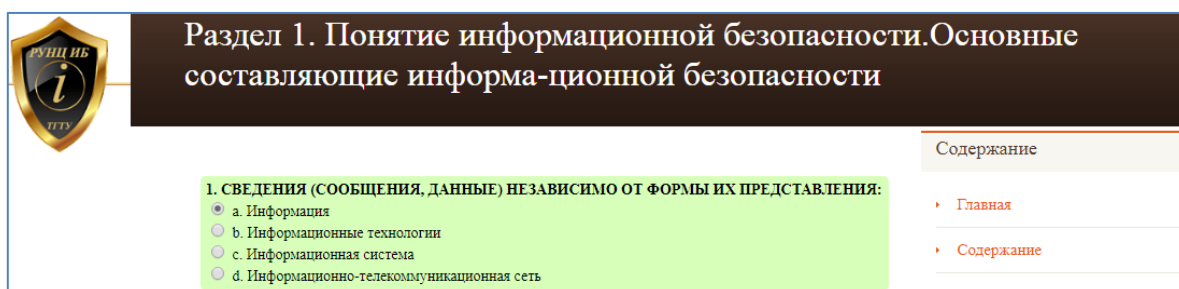 РУНЦ ИБ
i
ТГТУ
Раздел 1. Понятие информационной безопасности.Основные
составляющие информа-ционной безопасности
1. СВЕДЕНИЯ (СООБЩЕНИЯ, ДАННЫЕ) НЕЗАВИСИМО ОТ ФОРМЫ ИХ ПРЕДСТАВЛЕНИЯ:
a. Информация
b. Информационные технологии
c. Информационная система
d. Информационно-телекоммуникационная сеть
Содержание
Главная
Содержание